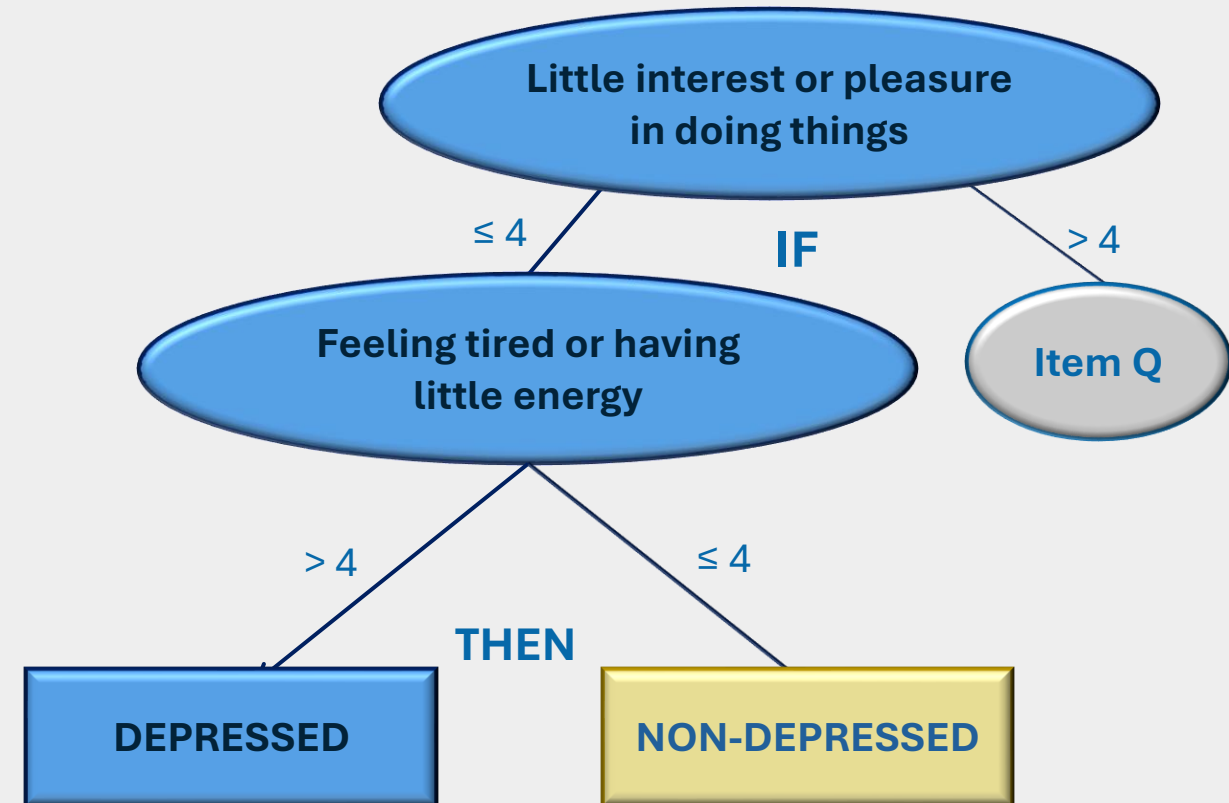 Little interest or pleasure
in doing things
≤ 4
IF
> 4
Feeling tired or having
little energy
Item Q
> 4
≤ 4
THEN
DEPRESSED
NON-DEPRESSED